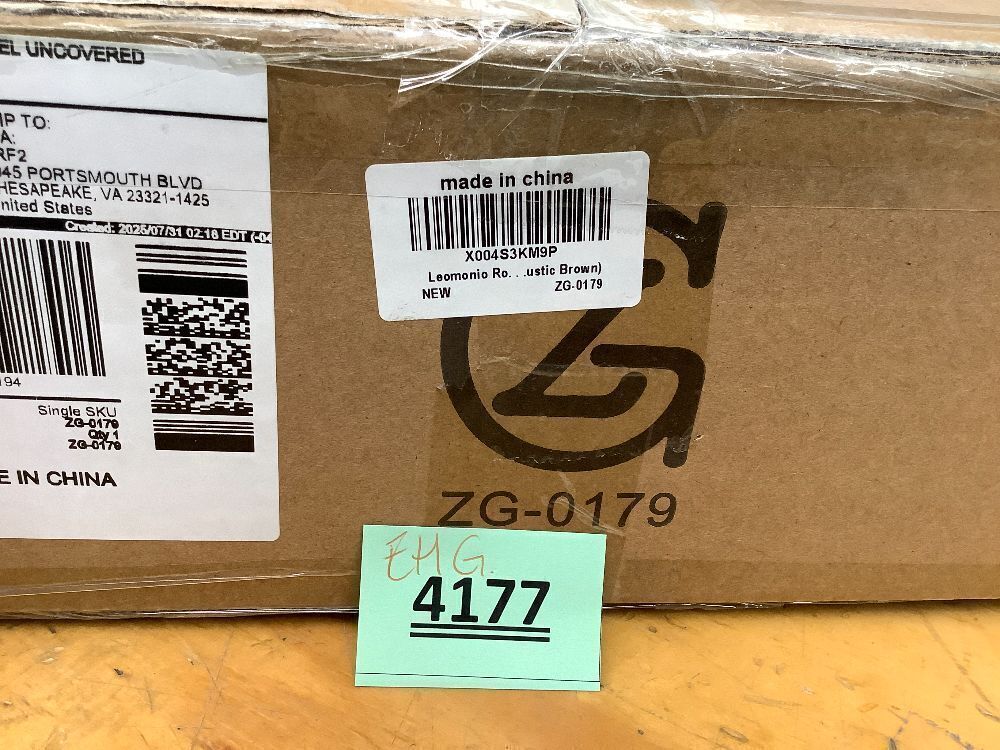 EL UNCOVERED
IP TO:
A:
RF2
45 PORTSMOUTH BLVD
HESAPEAKE, VA 23321-1425
nited States
Created: 2025/07/31 02:18 EDT (-04
194
Single SKU
ZG-0179
Qty 1
ZG-0179
E IN CHINA
made in china
X004S3KM9P
Leomonio Ro. . .ustic Brown)
NEW ZG-0179
ZG-0179
EHG.
4177